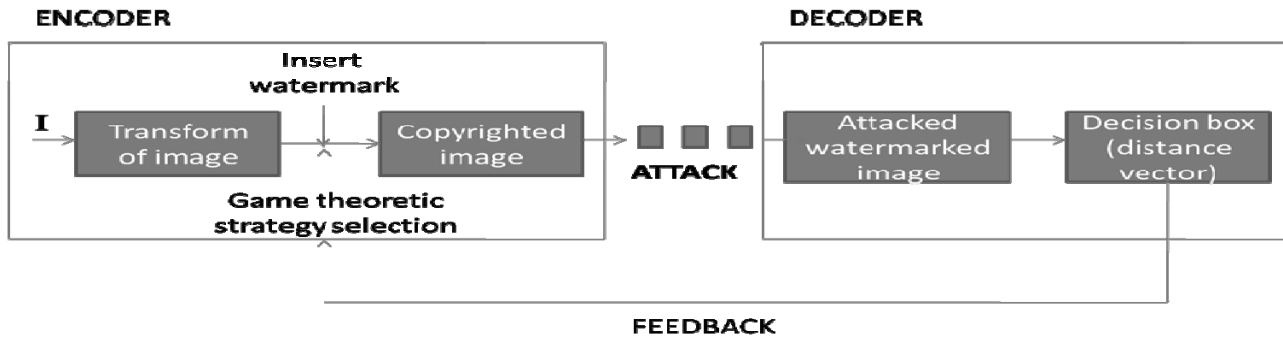 ENCODER
DECODER
Insert
watermark
I
Transform
of image
Copyrighted
image
ATTACK
Attacked
watermarked
image
Decision box
(distance
vector)
Game theoretic
strategy selection
FEEDBACK